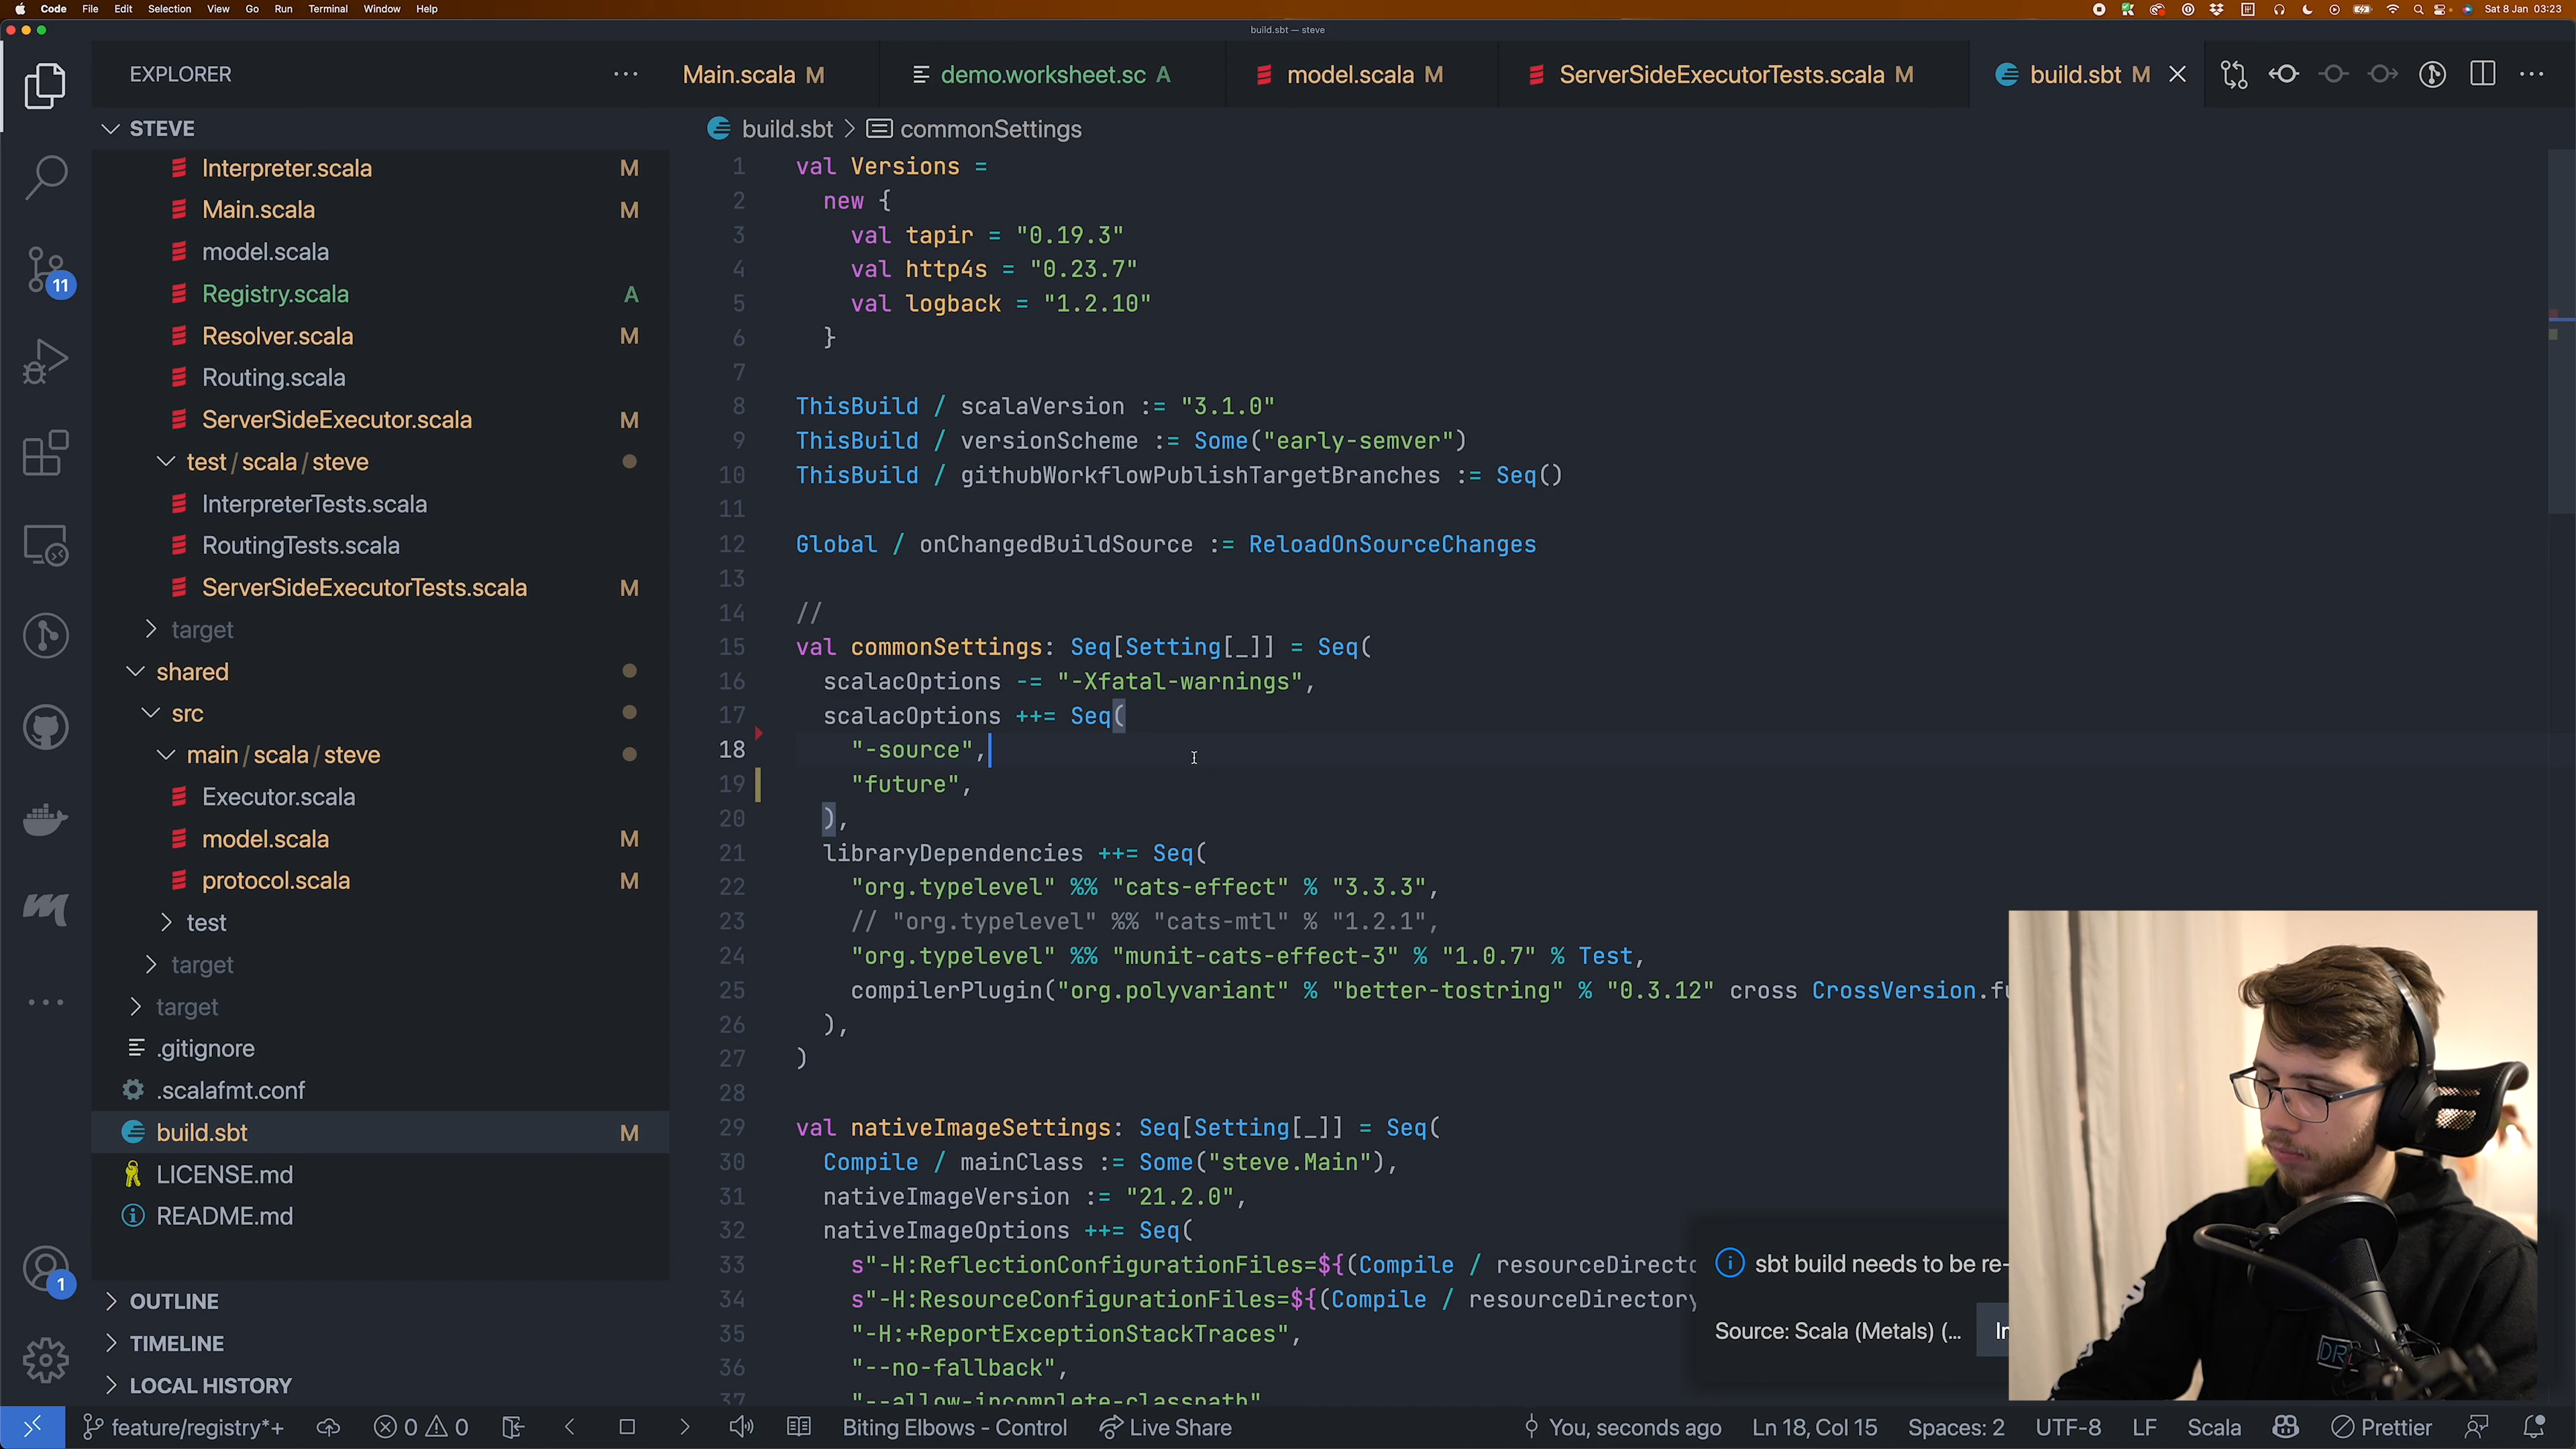 Code File Edit Selection View Go Run Terminal Window Help
Sat 8 Jan 03:23
build.sbt — steve
EXPLORER
Main.scala M
demo.worksheet.sc A
model.scala M
ServerSideExecutorTests.scala M
build.sbt M
STEVE
Interpreter.scala M
Main.scala M
model.scala
Registry.scala A
Resolver.scala M
Routing.scala
ServerSideExecutor.scala M
test/scala/steve
InterpreterTests.scala
RoutingTests.scala
ServerSideExecutorTests.scala M
target
shared
src
main/scala/steve
Executor.scala
model.scala M
protocol.scala M
test
target
target
.gitignore
.scalafmt.conf
build.sbt M
LICENSE.md
README.md
OUTLINE
TIMELINE
LOCAL HISTORY
11
1
build.sbt > commonSettings
1 val Versions =
2 new {
3 val tapir = "0.19.3"
4 val http4s = "0.23.7"
5 val logback = "1.2.10"
6 }
7
8 ThisBuild / scalaVersion := "3.1.0"
9 ThisBuild / versionScheme := Some("early-semver")
10 ThisBuild / githubWorkflowPublishTargetBranches := Seq()
11
12 Global / onChangedBuildSource := ReloadOnSourceChanges
13
14 //
15 val commonSettings: Seq[Setting[_]] = Seq(
16 scalacOptions -= "-Xfatal-warnings",
17 scalacOptions ++= Seq(
18 "-source",
19 "future",
20 ),
21 libraryDependencies ++= Seq(
22 "org.typelevel" %% "cats-effect" % "3.3.3",
23 // "org.typelevel" %% "cats-mtl" % "1.2.1",
24 "org.typelevel" %% "munit-cats-effect-3" % "1.0.7" % Test,
25 compilerPlugin("org.polyvariant" % "better-tostring" % "0.3.12" cross CrossVersion.fu
26 ),
27 )
28
29 val nativeImageSettings: Seq[Setting[_]] = Seq(
30 Compile / mainClass := Some("steve.Main"),
31 nativeImageVersion := "21.2.0",
32 nativeImageOptions ++= Seq(
33 s"-H:ReflectionConfigurationFiles=${(Compile / resourceDirectc
34 s"-H:ResourceConfigurationFiles=${(Compile / resourceDirectory
35 "-H:+ReportExceptionStackTraces",
36 "--no-fallback",
37 "--allow-incomplete-classpath"
sbt build needs to be re-
Source: Scala (Metals) (...
feature/registry*+ 0 0 Biting Elbows - Control Live Share You, seconds ago Ln 18, Col 15 Spaces: 2 UTF-8 LF Scala Prettier